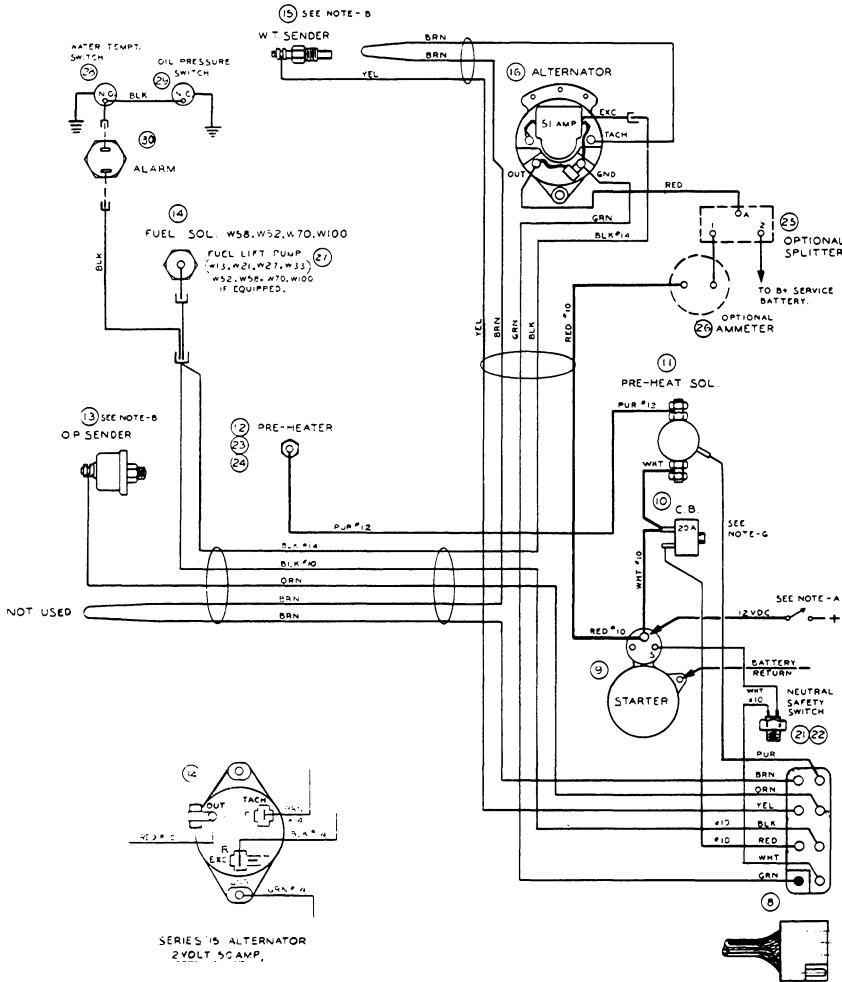 15 SEE NOTE-B
W.T. SENDER
BRN
BRN
YEL
WATER TEMPT.
SWITCH
28
OIL PRESSURE
SWITCH
29
N.O.
BLK
N.C.
30
ALARM
16 ALTERNATOR
51 AMP
EXC
TACH
OUT
GND
RED
GRN
BLK#14
A
1
2
25
OPTIONAL
SPLITTER
TO B+ SERVICE
BATTERY.
OPTIONAL
26 AMMETER
14
FUEL SOL. W58.W52.W70.W100
FUEL LIFT PUMP
27
(W13.W21.W27.W33)
W52.W58.W70.W100
IF EQUIPPED.
BLK
YEL
BRN
GRN
BLK
RED #10
11
PRE-HEAT SOL.
PUR #12
WHT
13 SEE NOTE-B
O.P SENDER
12 PRE-HEATER
23
24
10
C.B.
20A
SEE
NOTE-G
PUR #12
BLK #14
BLK #10
ORN
BRN
BRN
NOT USED
WHT #10
RED #10
SEE NOTE-A
12VDC
+
S
9
STARTER
BATTERY
RETURN
WHT
#10
NEUTRAL
SAFETY
SWITCH
21 22
PUR
BRN
ORN
YEL
#10 BLK
#10 RED
WHT
GRN
8
OUT
TACH
R
EXC
BLK#14
SERIES 15 ALTERNATOR